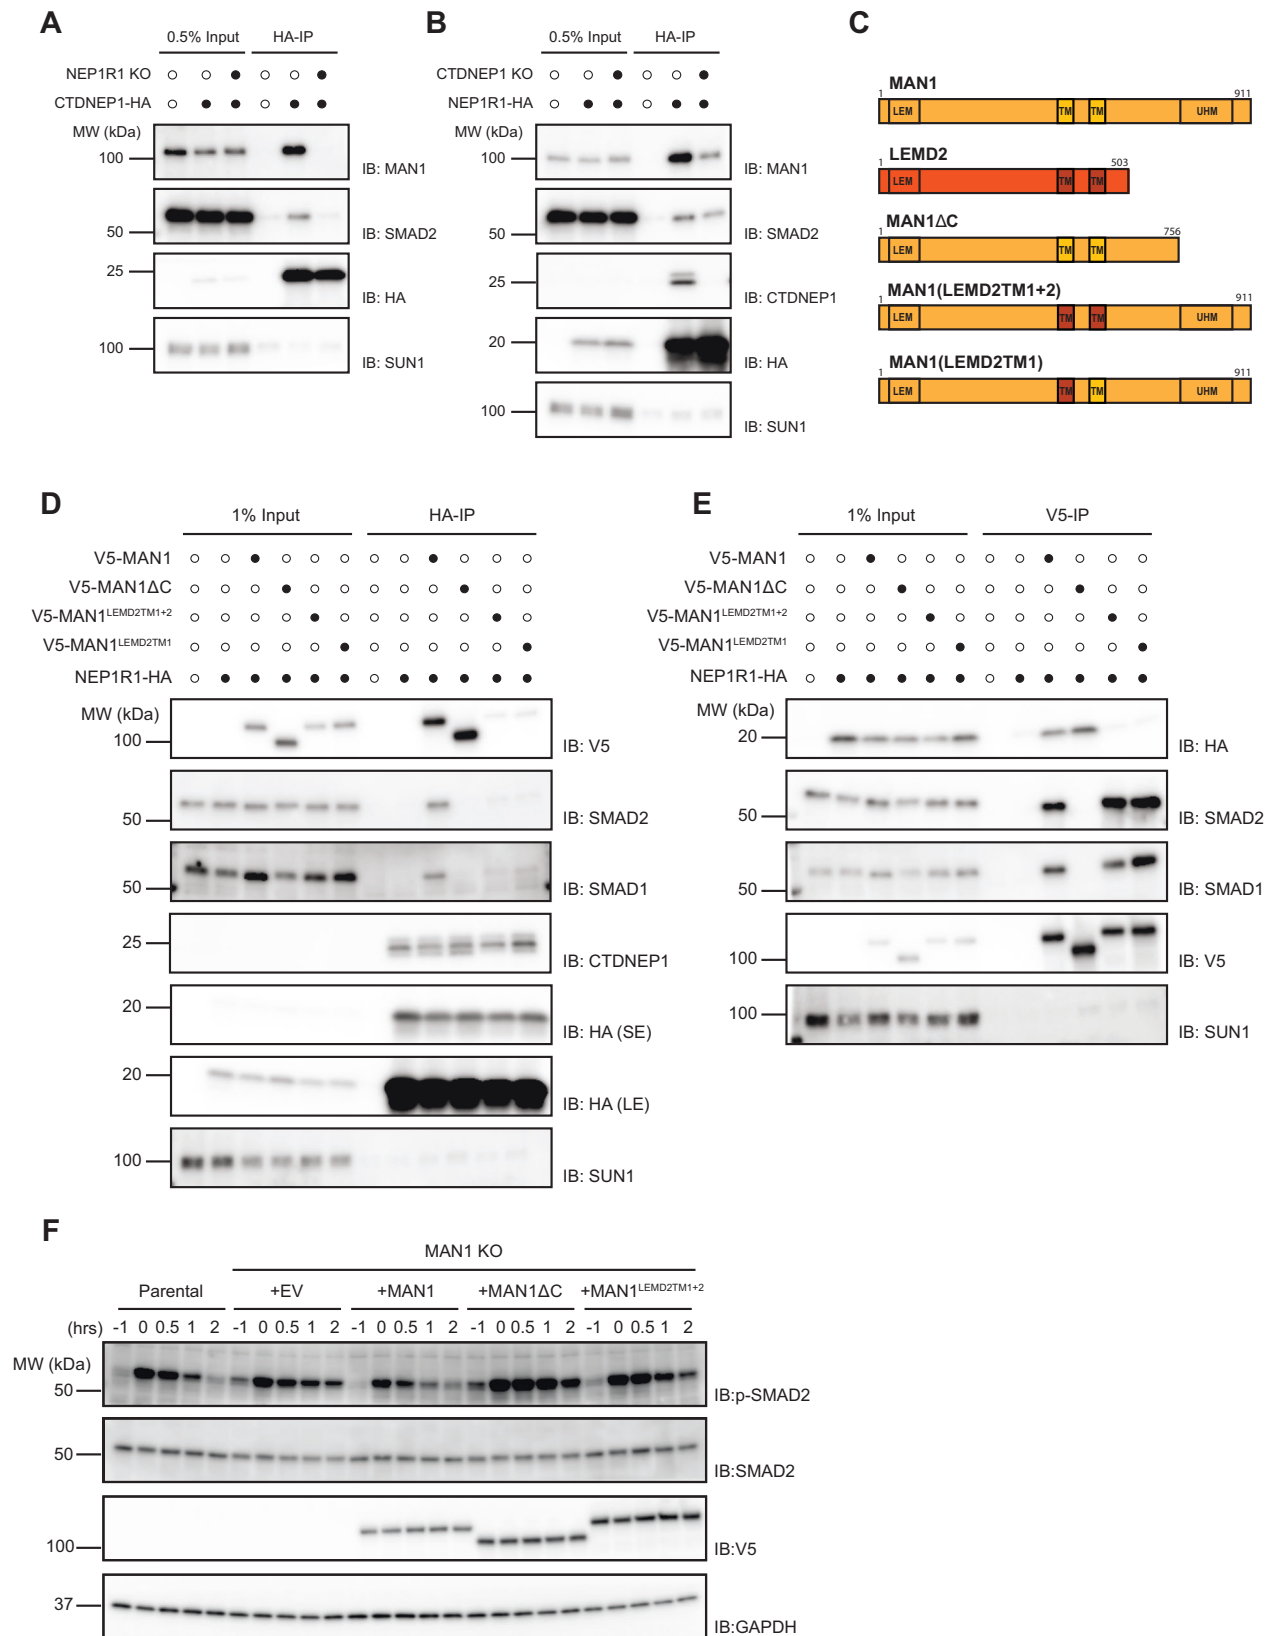 A
0.5% Input HA-IP
NEP1R1 KO
CTDNEP1-HA
MW (kDa)
100
IB: MAN1
50
IB: SMAD2
25
IB: HA
100
IB: SUN1
B
0.5% Input HA-IP
CTDNEP1 KO
NEP1R1-HA
MW (kDa)
100
IB: MAN1
50
IB: SMAD2
25
IB: CTDNEP1
20
IB: HA
100
IB: SUN1
C
MAN1
1 911
LEM TM TM UHM
LEMD2
1 503
LEM TM TM
MAN1ΔC
1 756
LEM TM TM
MAN1(LEMD2TM1+2)
1 911
LEM TM TM UHM
MAN1(LEMD2TM1)
1 911
LEM TM TM UHM
D
1% Input HA-IP
V5-MAN1
V5-MAN1ΔC
V5-MAN1LEMD2TM1+2
V5-MAN1LEMD2TM1
NEP1R1-HA
MW (kDa)
100
IB: V5
50
IB: SMAD2
50
IB: SMAD1
25
IB: CTDNEP1
20
IB: HA (SE)
20
IB: HA (LE)
100
IB: SUN1
E
1% Input V5-IP
V5-MAN1
V5-MAN1ΔC
V5-MAN1LEMD2TM1+2
V5-MAN1LEMD2TM1
NEP1R1-HA
MW (kDa)
20
IB: HA
50
IB: SMAD2
50
IB: SMAD1
100
IB: V5
100
IB: SUN1
F
MAN1 KO
Parental +EV +MAN1 +MAN1ΔC +MAN1LEMD2TM1+2
(hrs) -1 0 0.5 1 2 -1 0 0.5 1 2 -1 0 0.5 1 2 -1 0 0.5 1 2 -1 0 0.5 1 2
MW (kDa)
50
IB:p-SMAD2
50
IB:SMAD2
100
IB:V5
37
IB:GAPDH